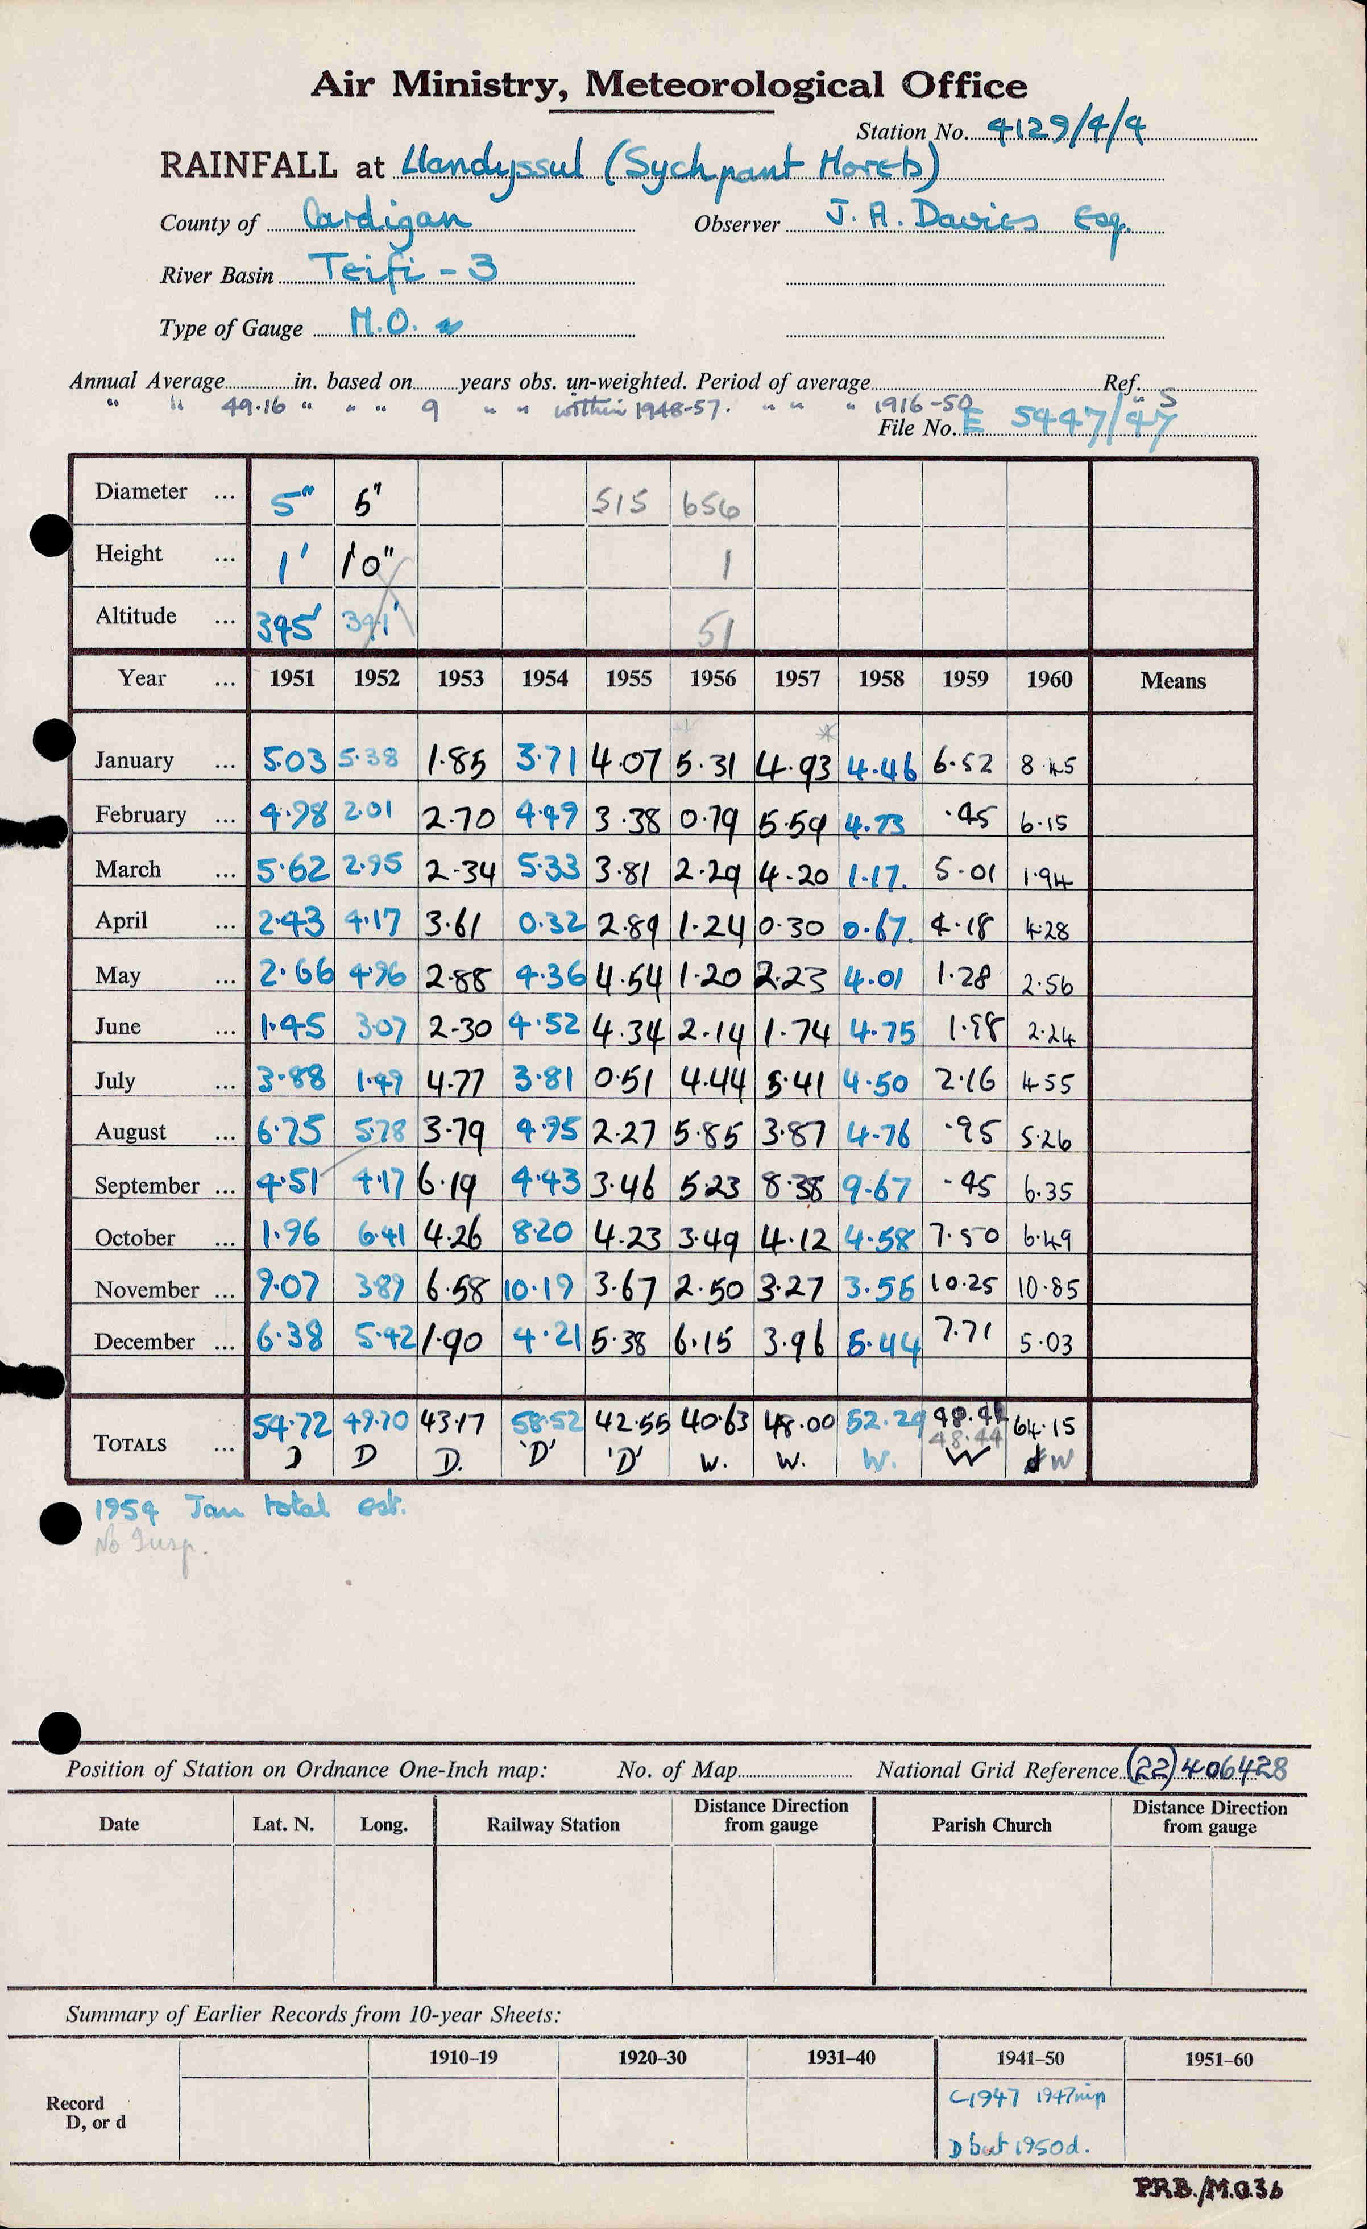 Air Ministry, Meteorological Office
Station No. 4129/4/4
RAINFALL at Llandyssul (Sychpant Horeb)
County of Cardigan Observer J. A. Davies Esq.
River Basin Teifi - 3
Type of Gauge M.O.
Annual Average in. based on years obs. un-weighted. Period of average Ref.
" " 49.16 " " " 9 " " within 1948-57. " " " 1916-50 " S
File No. E 5447/47
Diameter ... 5" 5" 515 656
Height ... 1' 1'0" 1
Altitude ... 395' 391' 51
Year ... 1951 1952 1953 1954 1955 1956 1957 1958 1959 1960 Means
January ... 5.03 5.38 1.85 3.71 4.07 5.31 4.93 4.46 6.52 8.45
February ... 4.98 2.01 2.70 4.49 3.38 0.79 5.59 4.73 .45 6.15
March ... 5.62 2.95 2.34 5.33 3.81 2.29 4.20 1.17. 5.01 1.94
April ... 2.43 4.17 3.61 0.32 2.89 1.24 0.30 0.67. 4.18 4.28
May ... 2.66 4.96 2.88 4.36 4.54 1.20 2.23 4.01 1.28 2.56
June ... 1.45 3.07 2.30 4.52 4.34 2.14 1.74 4.75 1.98 2.24
July ... 3.88 1.49 4.77 3.81 0.51 4.44 5.41 4.50 2.16 4.55
August ... 6.75 5.78 3.79 4.95 2.27 5.85 3.87 4.76 .95 5.26
September ... 4.51 4.17 6.19 4.43 3.46 5.23 8.38 9.67 .45 6.35
October ... 1.96 6.41 4.26 8.20 4.23 3.49 4.12 4.58 7.50 6.49
November ... 9.07 3.89 6.58 10.19 3.67 2.50 3.27 3.55 10.25 10.85
December ... 6.38 5.42 1.90 4.21 5.38 6.15 3.96 5.44 7.71 5.03
TOTALS ... 54.72 49.70 43.17 58.52 42.55 40.63 48.00 52.29 48.44 64.15
48.44
D D D. 'D' 'D' W. W. W. W W
1954 Jan total est.
No Insp.
Position of Station on Ordnance One-Inch map: No. of Map National Grid Reference (22) 406428
Date Lat. N. Long. Railway Station Distance Direction from gauge Parish Church Distance Direction from gauge
Summary of Earlier Records from 10-year Sheets:
1910–19 1920–30 1931–40 1941–50 1951–60
Record D, or d
C1947 1947 inp
D but 1950d.
P.R.B./M.O.36